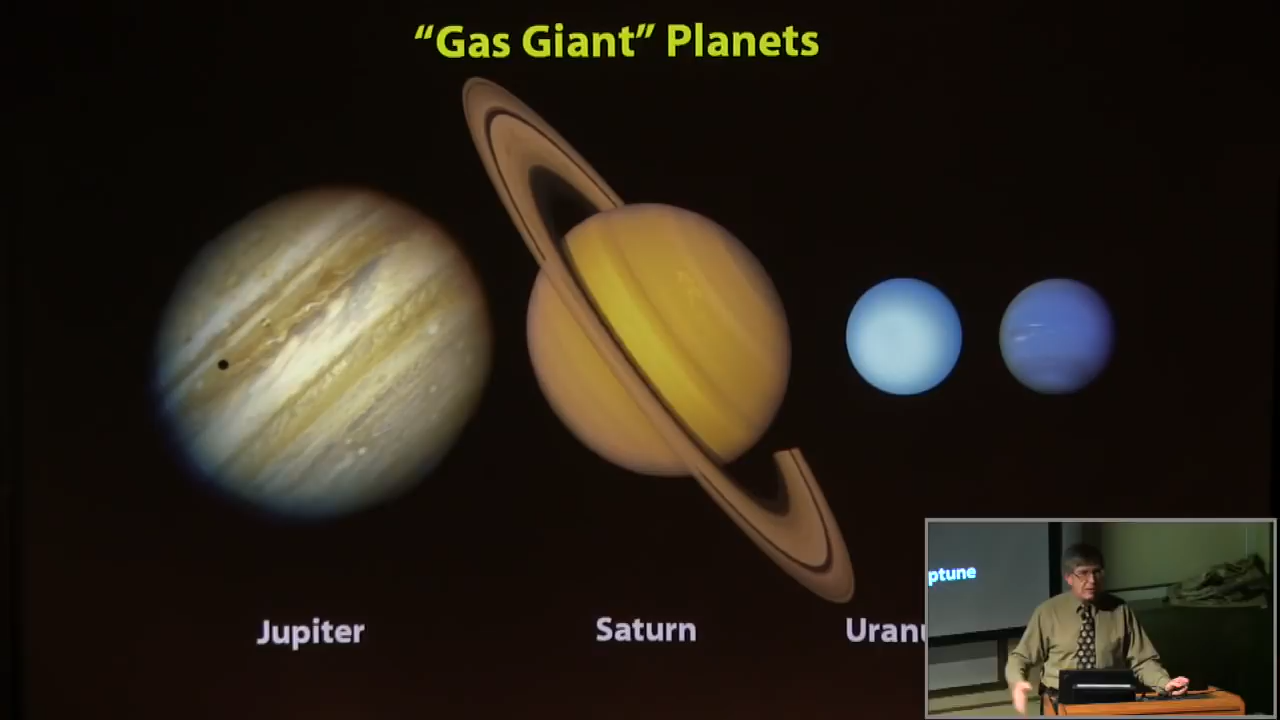 “Gas Giant” Planets
Jupiter
Saturn
Uranu
ptune